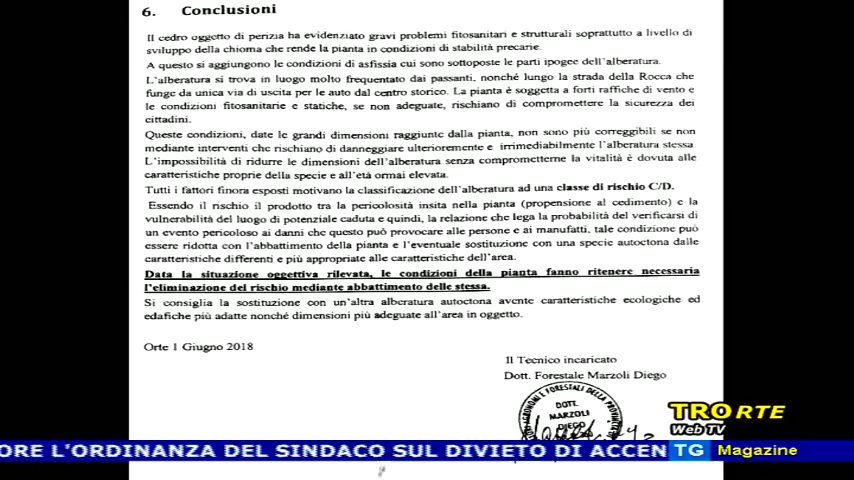 6. Conclusioni
Il cedro oggetto di perizia ha evidenziato gravi problemi fitosanitari e strutturali soprattutto a livello di
sviluppo della chioma che rende la pianta in condizioni di stabilità precarie.
A questo si aggiungono le condizioni di asfissia cui sono sottoposte le parti ipogee dell'alberatura.
L'alberatura si trova in luogo molto frequentato dai passanti, nonché lungo la strada della Rocca che
funge da unica via di uscita per le auto dal centro storico. La pianta è soggetta a forti raffiche di vento e
le condizioni fitosanitarie e statiche, se non adeguate, rischiano di compromettere la sicurezza dei
cittadini.
Queste condizioni, date le grandi dimensioni raggiunte dalla pianta, non sono più correggibili se non
mediante interventi che rischiano di danneggiare ulteriormente e irrimediabilmente l'alberatura stessa.
L'impossibilità di ridurre le dimensioni dell'alberatura senza comprometterne la vitalità è dovuta alle
caratteristiche proprie della specie e all'età ormai elevata.
Tutti i fattori finora esposti motivano la classificazione dell'alberatura ad una classe di rischio C/D.
Essendo il rischio il prodotto tra la pericolosità insita nella pianta (propensione al cedimento) e la
vulnerabilità del luogo di potenziale caduta e quindi, la relazione che lega la probabilità del verificarsi di
un evento pericoloso ai danni che questo può provocare alle persone e ai manufatti, tale condizione può
essere ridotta con l'abbattimento della pianta e l'eventuale sostituzione con una specie autoctona dalle
caratteristiche differenti e più appropriate alle caratteristiche dell'area.
Data la situazione oggettiva rilevata, le condizioni della pianta fanno ritenere necessaria
l'eliminazione del rischio mediante abbattimento delle stessa.
Si consiglia la sostituzione con un'altra alberatura autoctona avente caratteristiche ecologiche ed
edafiche più adatte nonché dimensioni più adeguate all'area in oggetto.
Orte 1 Giugno 2018
Il Tecnico incaricato
Dott. Forestale Marzoli Diego
AGRONOMI E FORESTALI DELLA PROVINCIA
DOTT.
MARZOLI
DIEGO
TRORTE
Web TV
ORE L'ORDINANZA DEL SINDACO SUL DIVIETO DI ACCEN
TG Magazine